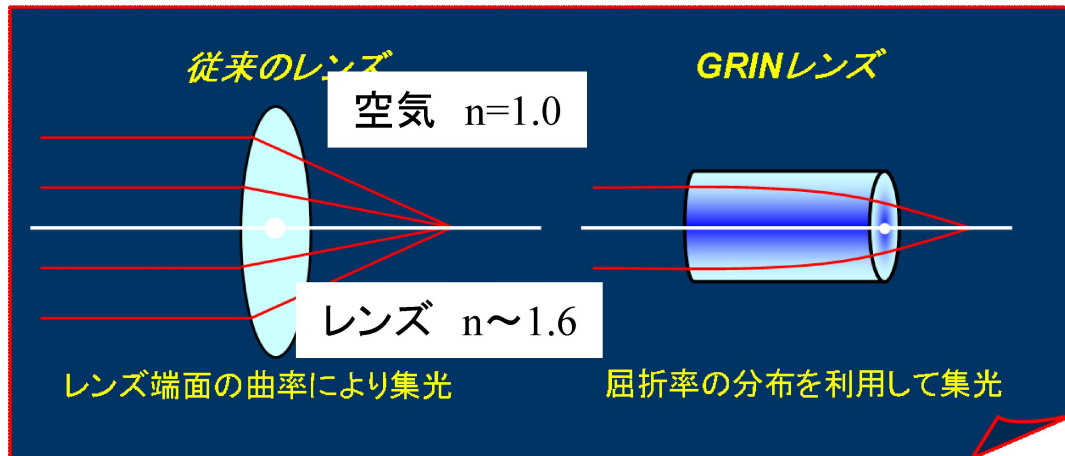 従来のレンズ
GRINレンズ
空気 n=1.0
レンズ n～1.6
レンズ端面の曲率により集光
屈折率の分布を利用して集光